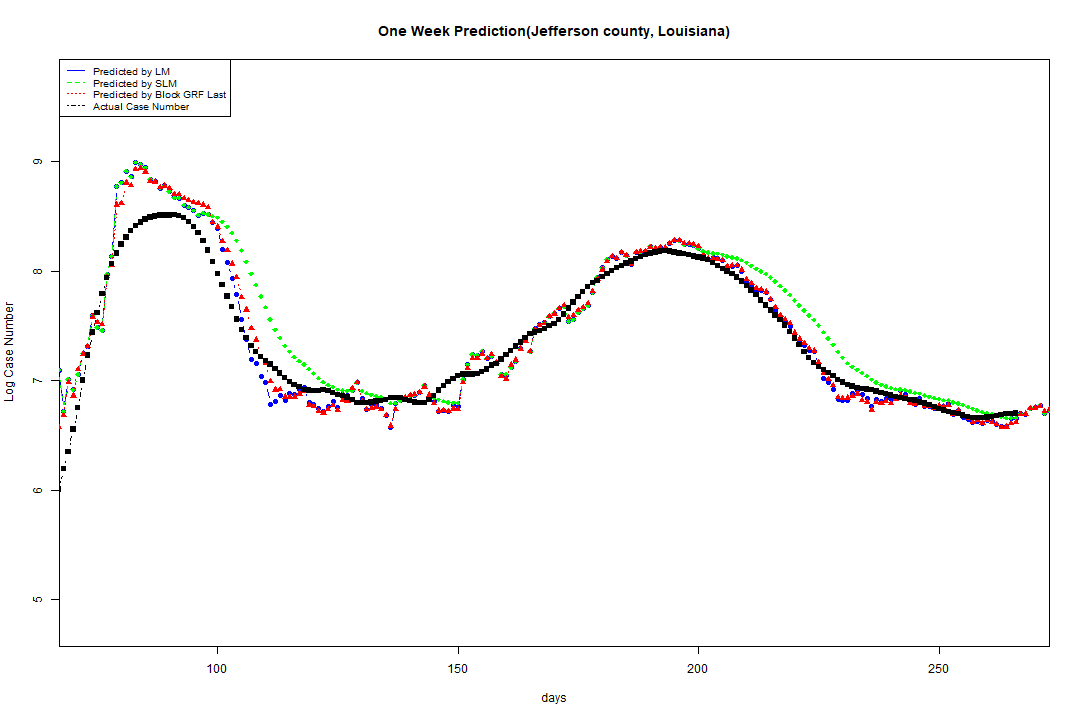 One Week Prediction(Jefferson county, Louisiana)
Predicted by LM
Predicted by SLM
Predicted by Block GRF Last
Actual Case Number
9
8
7
6
5
Log Case Number
100 150 200 250
days